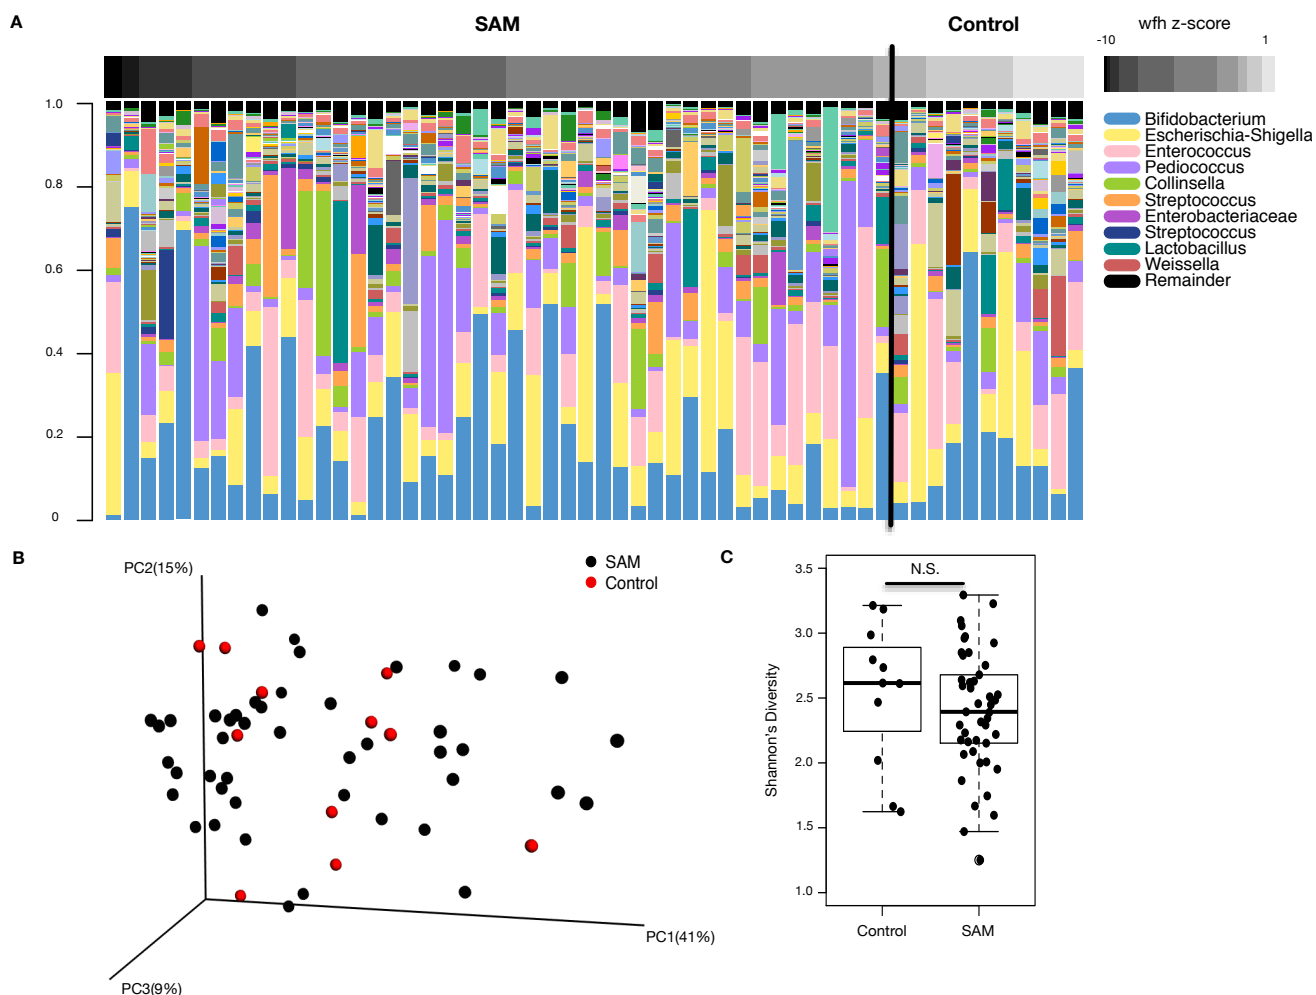 A
SAM
Control
wfh z-score
-10
1
1.0
0.8
0.6
0.4
0.2
0
Bifidobacterium
Escherischia-Shigella
Enterococcus
Pediococcus
Collinsella
Streptococcus
Enterobacteriaceae
Streptococcus
Lactobacillus
Weissella
Remainder
B
PC2(15%)
SAM
Control
PC1(41%)
PC3(9%)
C
N.S.
3.5
3.0
2.5
2.0
1.5
1.0
Shannon's Diversity
Control
SAM